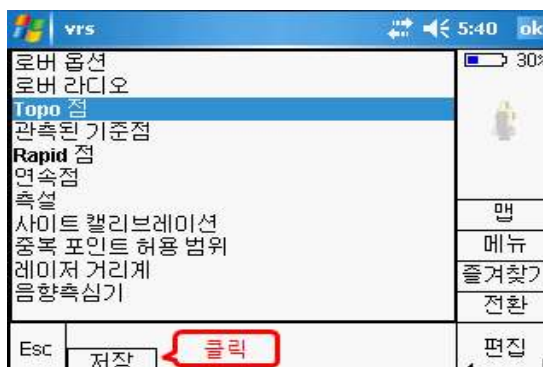 vrs 5:40 ok
로버 옵션
로버 라디오
Topo 점
관측된 기준점
Rapid 점
연속점
측설
사이트 캘리브레이션
중복 포인트 허용 범위
레이저 거리계
음향측심기
30%
맵
메뉴
즐겨찾기
전환
편집
Esc
저장
클릭